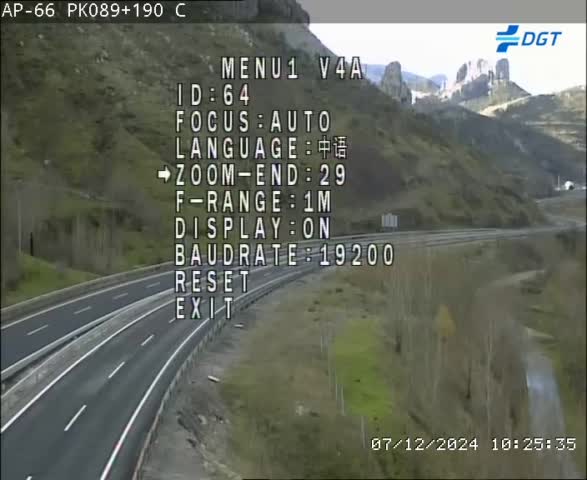 AP-66 PK089+190 C
DGT
MENU1 V4A
ID:64
FOCUS:AUTO
LANGUAGE:中语
ZOOM-END:29
F-RANGE:1M
DISPLAY:ON
BAUDRATE:19200
RESET
EXIT
07/12/2024 10:25:35